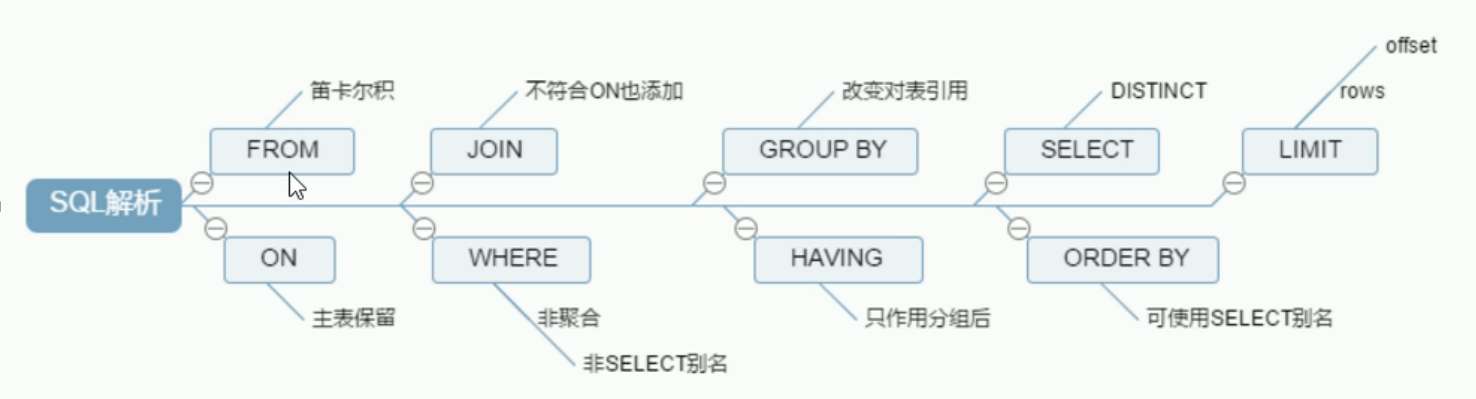 offset
笛卡尔积
不符合ON也添加
改变对表引用
DISTINCT
rows
FROM
JOIN
GROUP BY
SELECT
LIMIT
SQL解析
ON
WHERE
HAVING
ORDER BY
主表保留
非聚合
只作用分组后
可使用SELECT别名
非SELECT别名